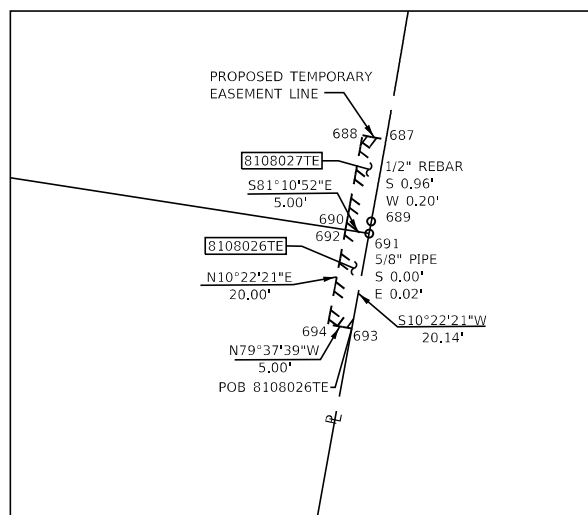 PROPOSED TEMPORARY
EASEMENT LINE
688
687
8108027TE
1/2" REBAR
S 0.96'
W 0.20'
S81°10'52"E
5.00'
690
689
692
691
8108026TE
5/8" PIPE
S 0.00'
E 0.02'
N10°22'21"E
20.00'
S10°22'21"W
20.14'
694
693
N79°37'39"W
5.00'
POB 8108026TE
PL